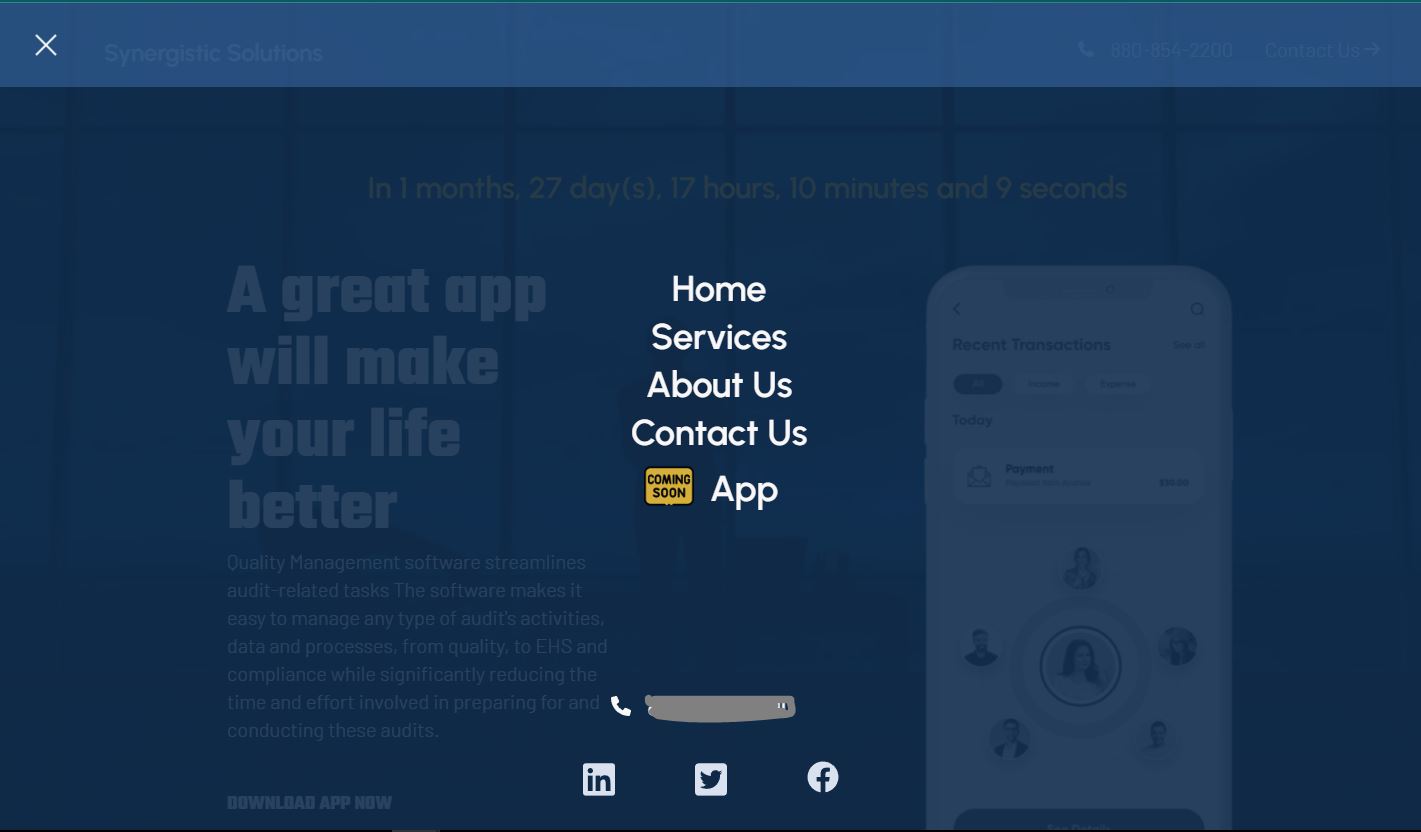 Synergistic Solutions
880-854-2200
Contact Us
In 1 months, 27 day(s), 17 hours, 10 minutes and 9 seconds
Home
Services
About Us
Contact Us
COMING
SOON
App
A great app
will make
your life
better
Quality Management software streamlines
audit-related tasks The software makes it
easy to manage any type of audit's activities,
data and processes, from quality, to EHS and
compliance while significantly reducing the
time and effort involved in preparing for and
conducting these audits.
DOWNLOAD APP NOW
Recent Transactions
See all
All
Income
Expense
Today
Payment
$30.00
See Details
in